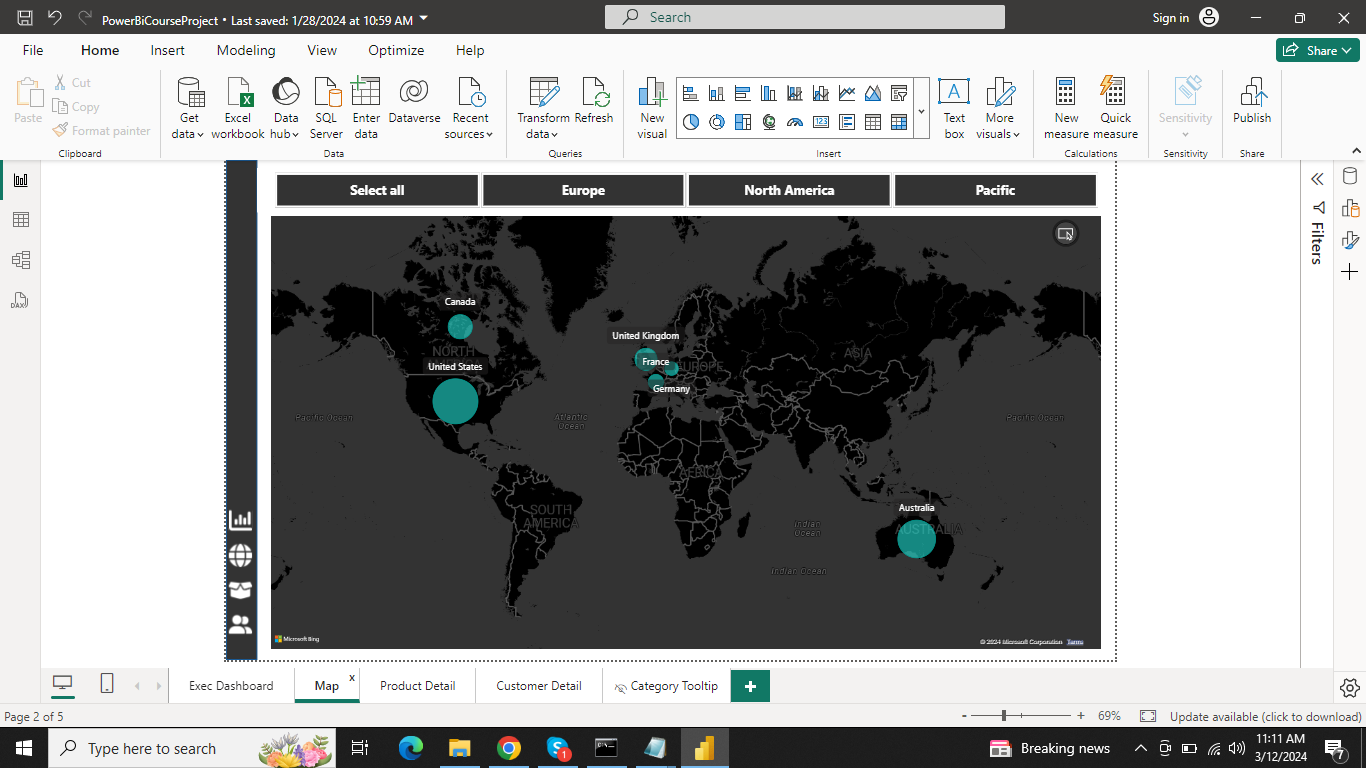 PowerBiCourseProject • Last saved: 1/28/2024 at 10:59 AM
Search
Sign in
File Home Insert Modeling View Optimize Help
Share
Paste
Cut
Copy
Format painter
Clipboard
Get data
Excel workbook
Data hub
SQL Server
Enter data
Dataverse
Recent sources
Data
Transform data
Refresh
Queries
New visual
Text box
More visuals
Insert
New measure
Quick measure
Calculations
Sensitivity
Sensitivity
Publish
Share
Select all Europe North America Pacific
Filters
Canada
NORTH
United States
United Kingdom
France
EUROPE
Germany
ASIA
Pacific Ocean
Atlantic Ocean
Pacific Ocean
AFRICA
SOUTH AMERICA
Indian Ocean
Australia
AUSTRALIA
Indian Ocean
Microsoft Bing
© 2024 Microsoft Corporation Terms
Exec Dashboard Map x Product Detail Customer Detail Category Tooltip +
Page 2 of 5
- + 69%
Update available (click to download)
Type here to search
1
Breaking news
11:11 AM
3/12/2024
7